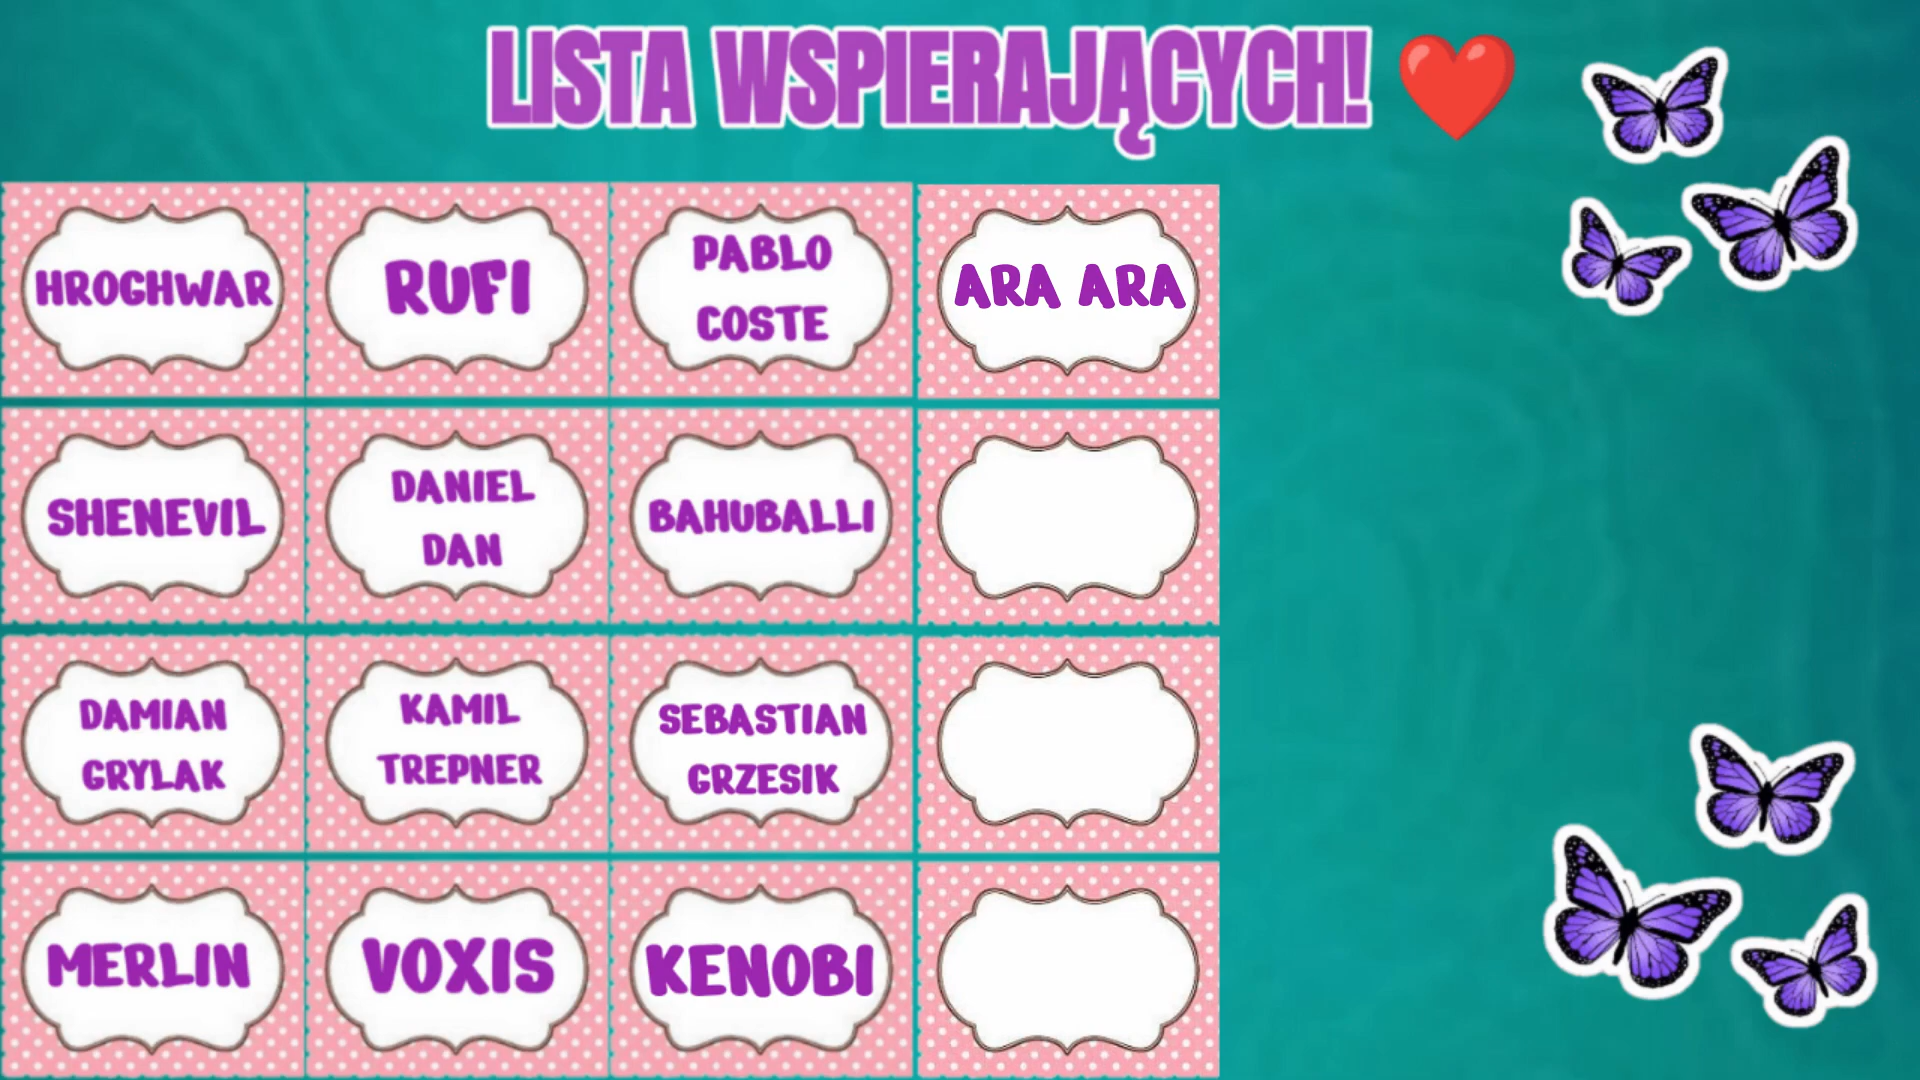 LISTA WSPIERAJĄCYCH!
HROGHWAR
RUFI
PABLO
COSTE
ARA ARA
SHENEVIL
DANIEL
DAN
BAHUBALLI
DAMIAN
GRYLAK
KAMIL
TREPNER
SEBASTIAN
GRZESIK
MERLIN
VOXIS
KENOBI